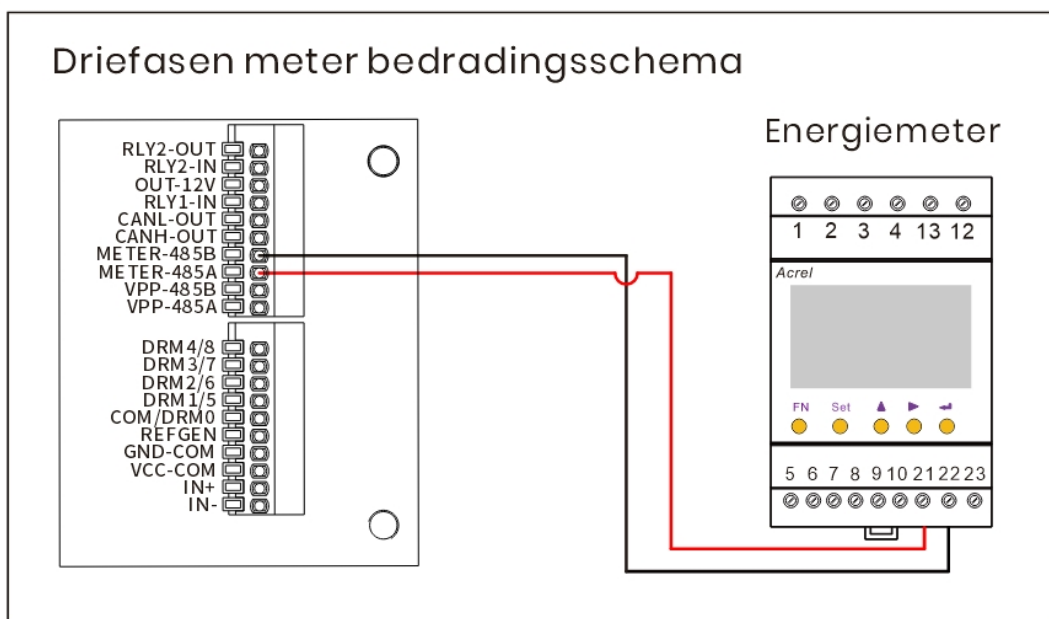 Driefasen meter bedradingsschema
Energiemeter
RLY2-OUT
RLY2-IN
OUT-12V
RLY1-IN
CANL-OUT
CANH-OUT
METER-485B
METER-485A
VPP-485B
VPP-485A
DRM4/8
DRM3/7
DRM2/6
DRM1/5
COM/DRM0
REFGEN
GND-COM
VCC-COM
IN+
IN-
1 2 3 4 13 12
Acrel
FN Set
5 6 7 8 9 10 21 22 23